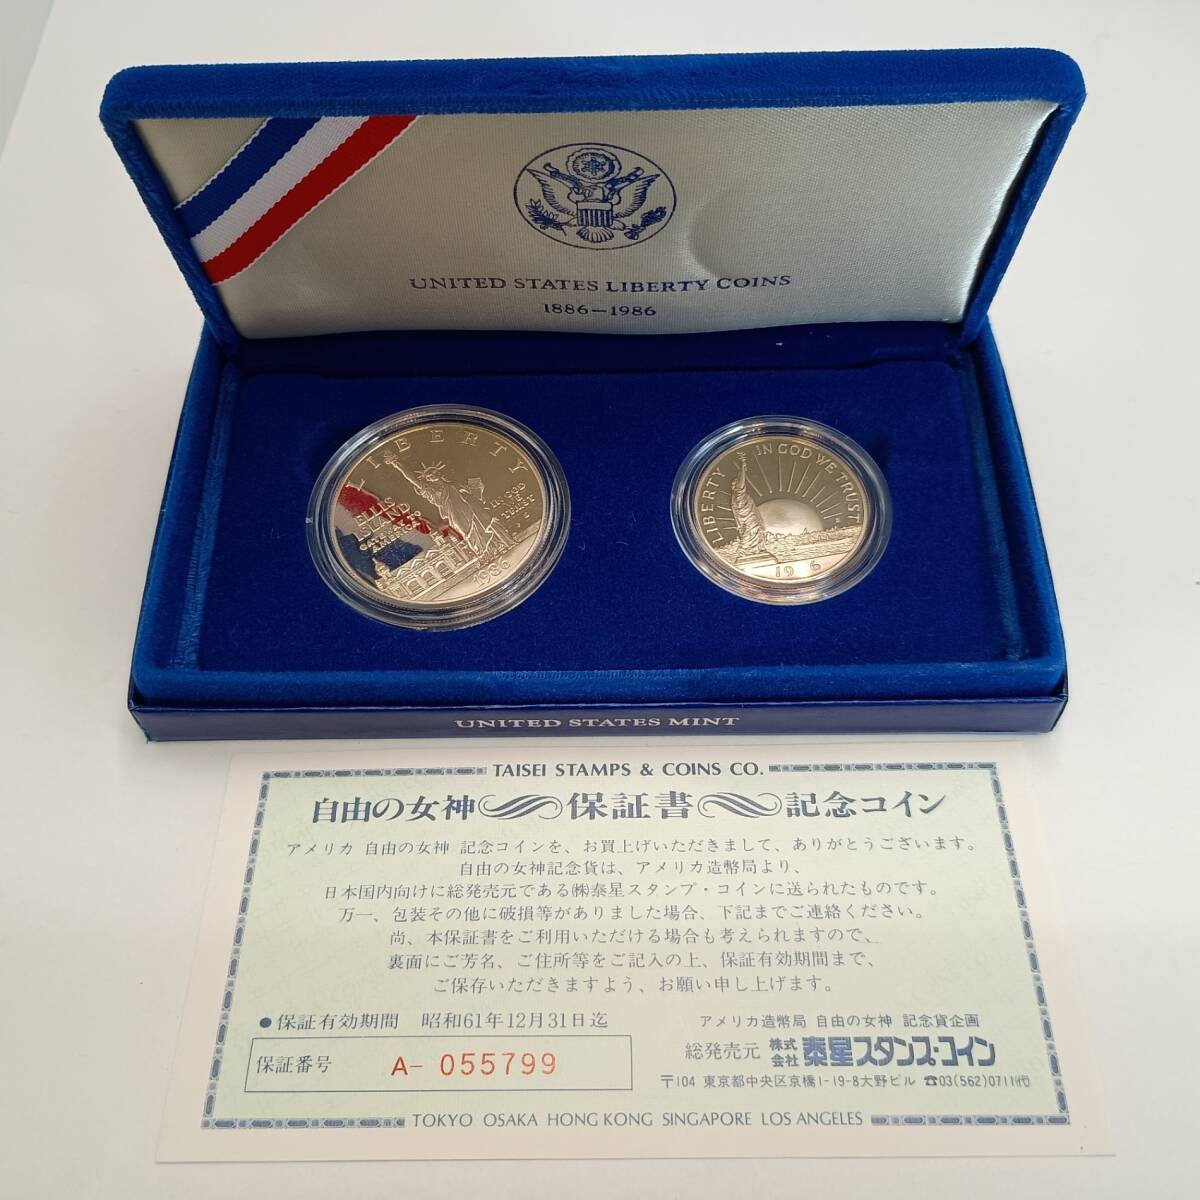 UNITED STATES LIBERTY COINS
1886-1986
LIBERTY
ELLIS
ISLAND
GATEWAY TO
AMERICA
IN GOD
WE
TRUST
1986
LIBERTY IN GOD WE TRUST
UNITED STATES MINT
TAISEI STAMPS & COINS CO.
自由の女神 保証書 記念コイン
アメリカ 自由の女神 記念コインを、お買上げいただきまして、ありがとうございます。
自由の女神記念貨は、アメリカ造幣局より、
日本国内向けに総発売元である㈱泰星スタンプ・コインに送られたものです。
万一、包装その他に破損等がありました場合、下記までご連絡ください。
尚、本保証書をご利用いただける場合も考えられますので、
裏面にご芳名、ご住所等をご記入の上、保証有効期間まで、
ご保存いただきますよう、お願い申し上げます。
●保証有効期間 昭和61年12月31日迄
保証番号 A- 055799
アメリカ造幣局 自由の女神 記念貨企画
総発売元 株式会社 泰星スタンプ・コイン
〒104 東京都中央区京橋1-19-8大野ビル ☎03(562)0711㈹
TOKYO OSAKA HONG KONG SINGAPORE LOS ANGELES